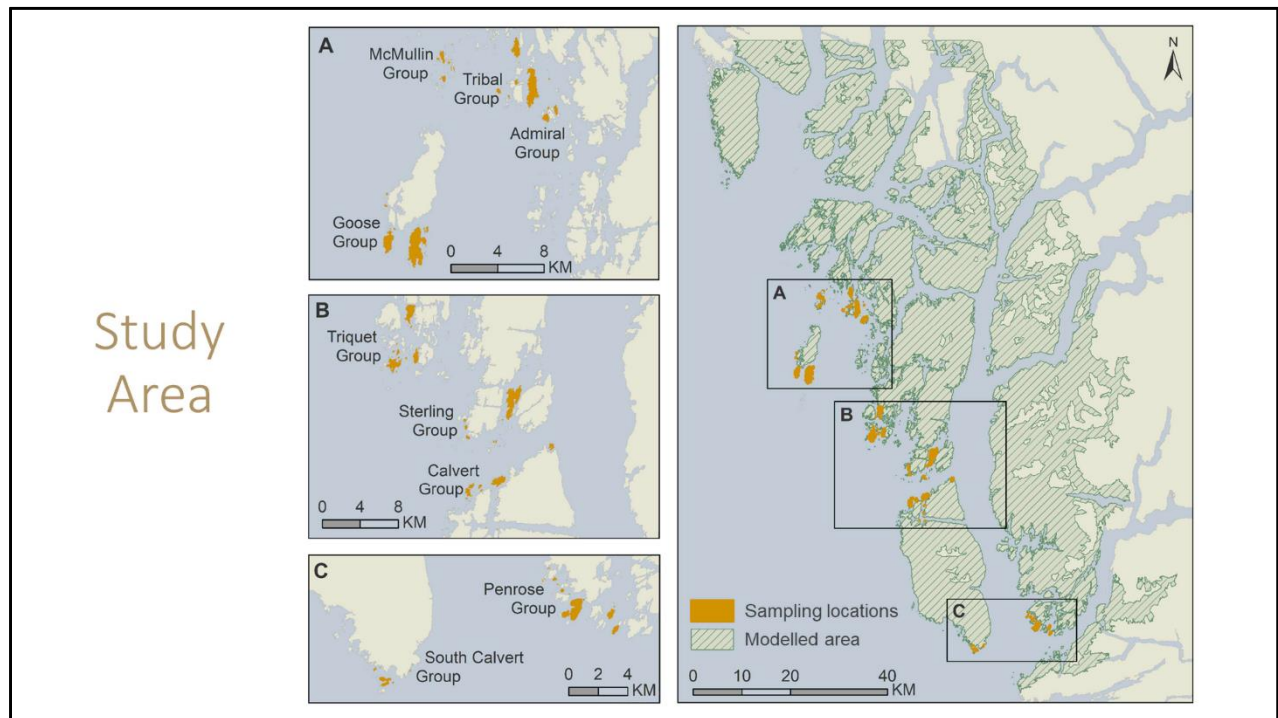 Study
Area
A
McMullin
Group
Tribal
Group
Admiral
Group
Goose
Group
0 4 8
KM
B
Triquet
Group
Sterling
Group
Calvert
Group
0 4 8
KM
C
Penrose
Group
South Calvert
Group
0 2 4
KM
N
A
B
C
Sampling locations
Modelled area
0 10 20 40
KM